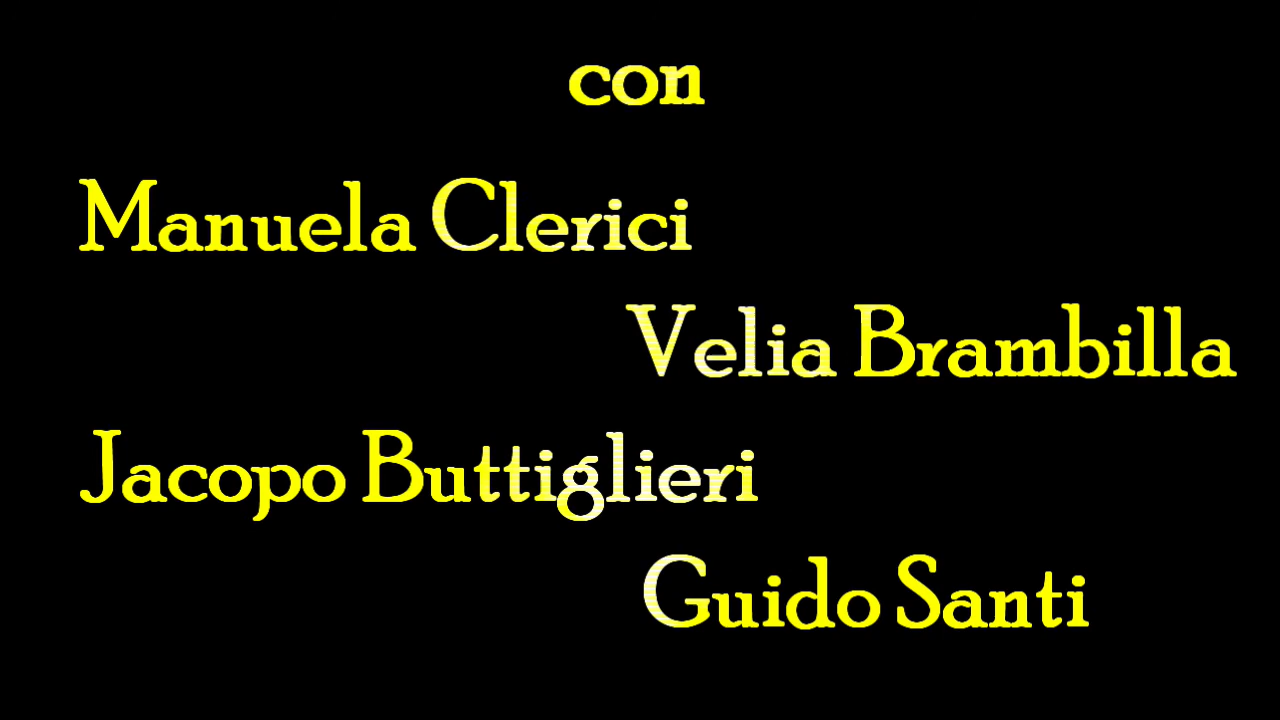 con
Manuela Clerici
Velia Brambilla
Jacopo Buttiglieri
Guido Santi